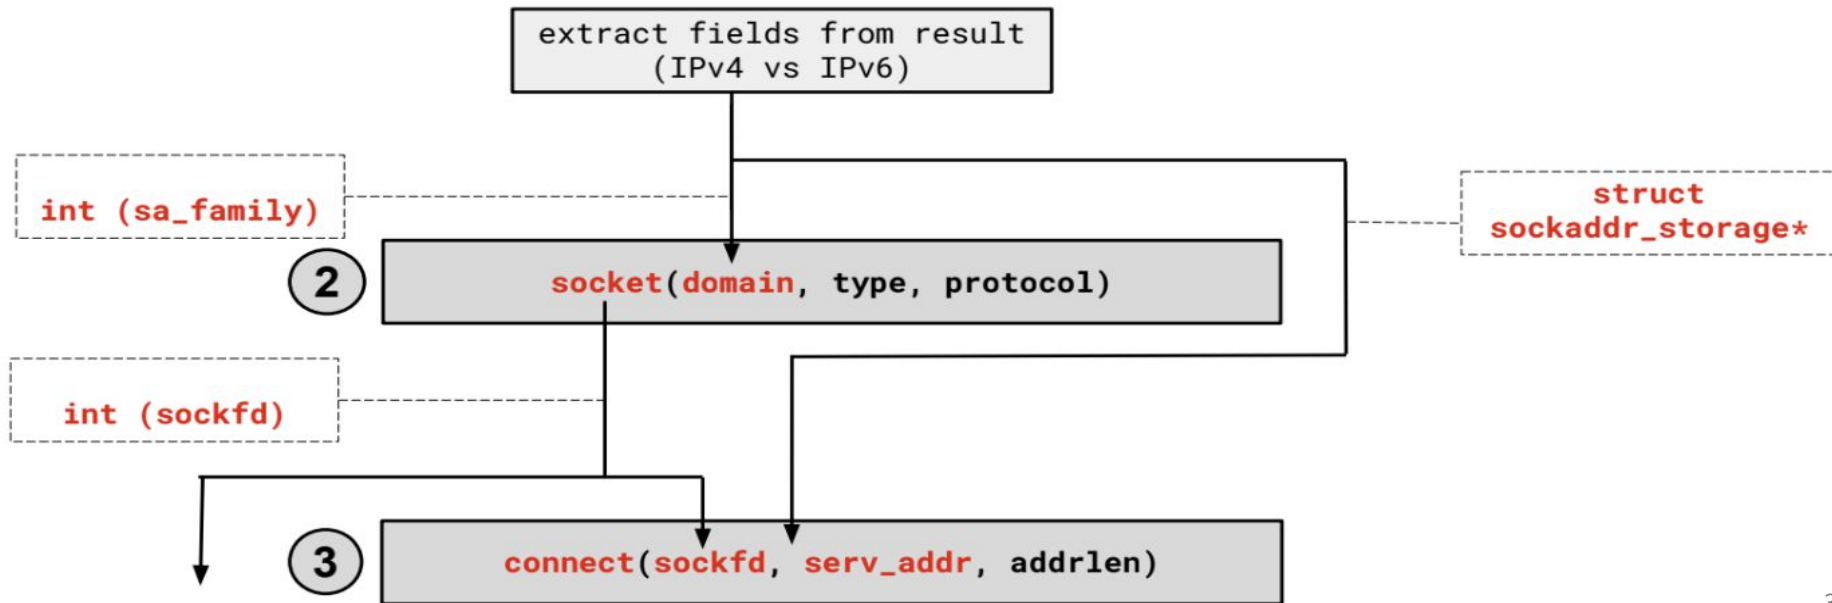 extract fields from result
(IPv4 vs IPv6)
int (sa_family)
struct
sockaddr_storage*
2
socket(domain, type, protocol)
int (sockfd)
3
connect(sockfd, serv_addr, addrlen)